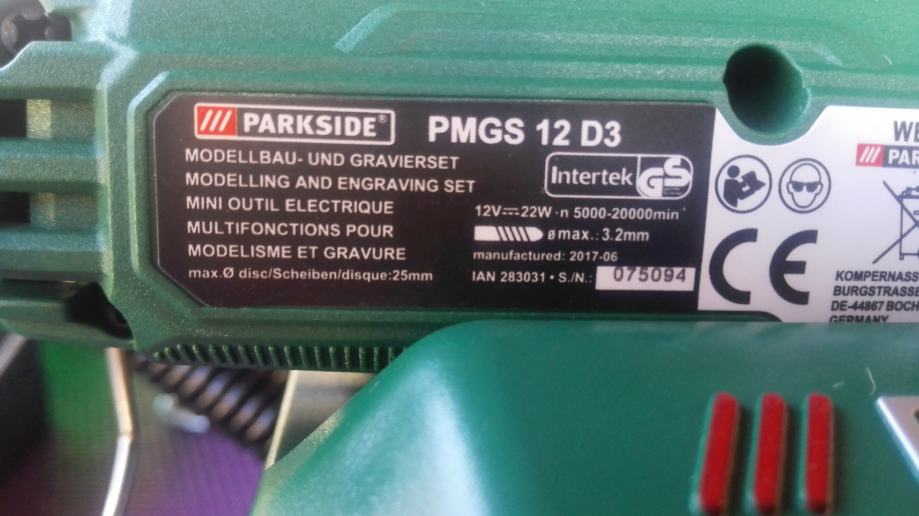 PARKSIDE®
PMGS 12 D3
MODELLBAU- UND GRAVIERSET
MODELLING AND ENGRAVING SET
MINI OUTIL ELECTRIQUE
MULTIFONCTIONS POUR
MODELISME ET GRAVURE
max.Ø disc/Scheiben/disque:25mm
Intertek GS
12V⎓22W · n 5000-20000min
ø max.: 3.2mm
manufactured: 2017-06
IAN 283031 • S./N.: 075094
CE
PAR
KOMPERNASS
BURGSTRASSE
DE-44867 BOCH
GERMANY